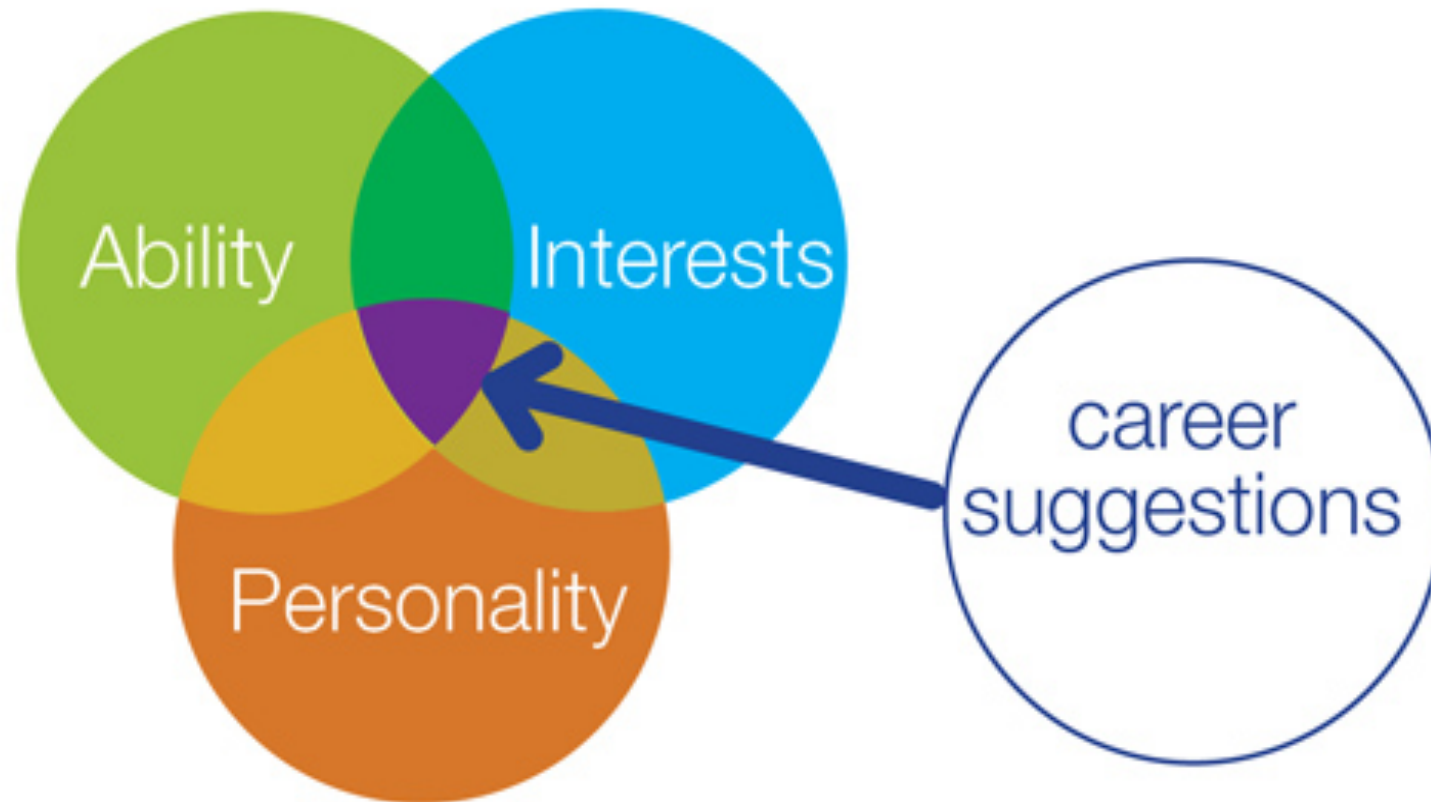 Ability
Interests
Personality
career
suggestions